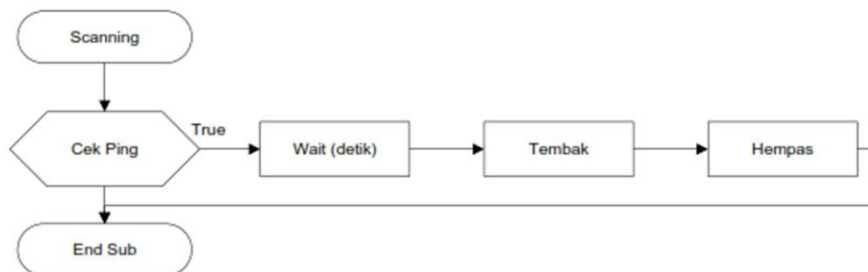 Scanning
Cek Ping
True
Wait (detik)
Tembak
Hempas
End Sub